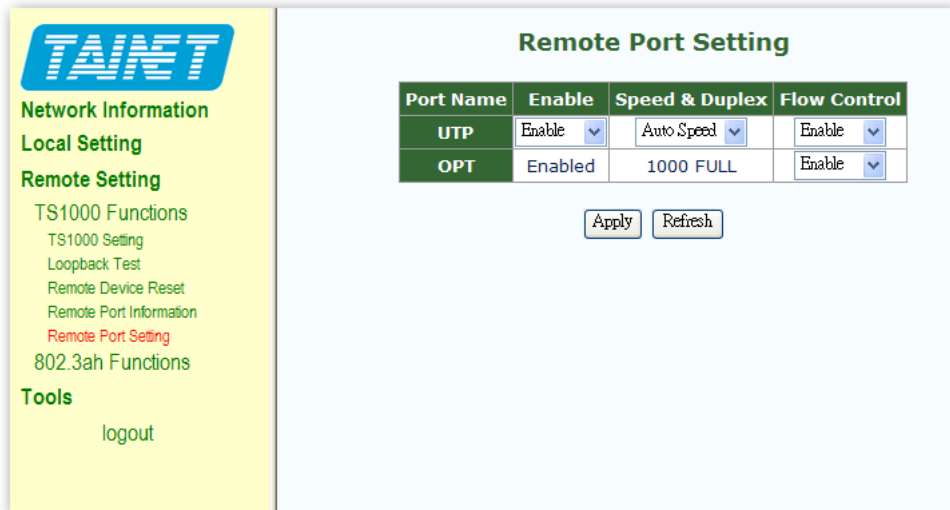 TAINET
Network Information
Local Setting
Remote Setting
TS1000 Functions
TS1000 Setting
Loopback Test
Remote Device Reset
Remote Port Information
Remote Port Setting
802.3ah Functions
Tools
logout
Remote Port Setting
Port Name Enable Speed & Duplex Flow Control
UTP Enable Auto Speed Enable
OPT Enabled 1000 FULL Enable
Apply Refresh